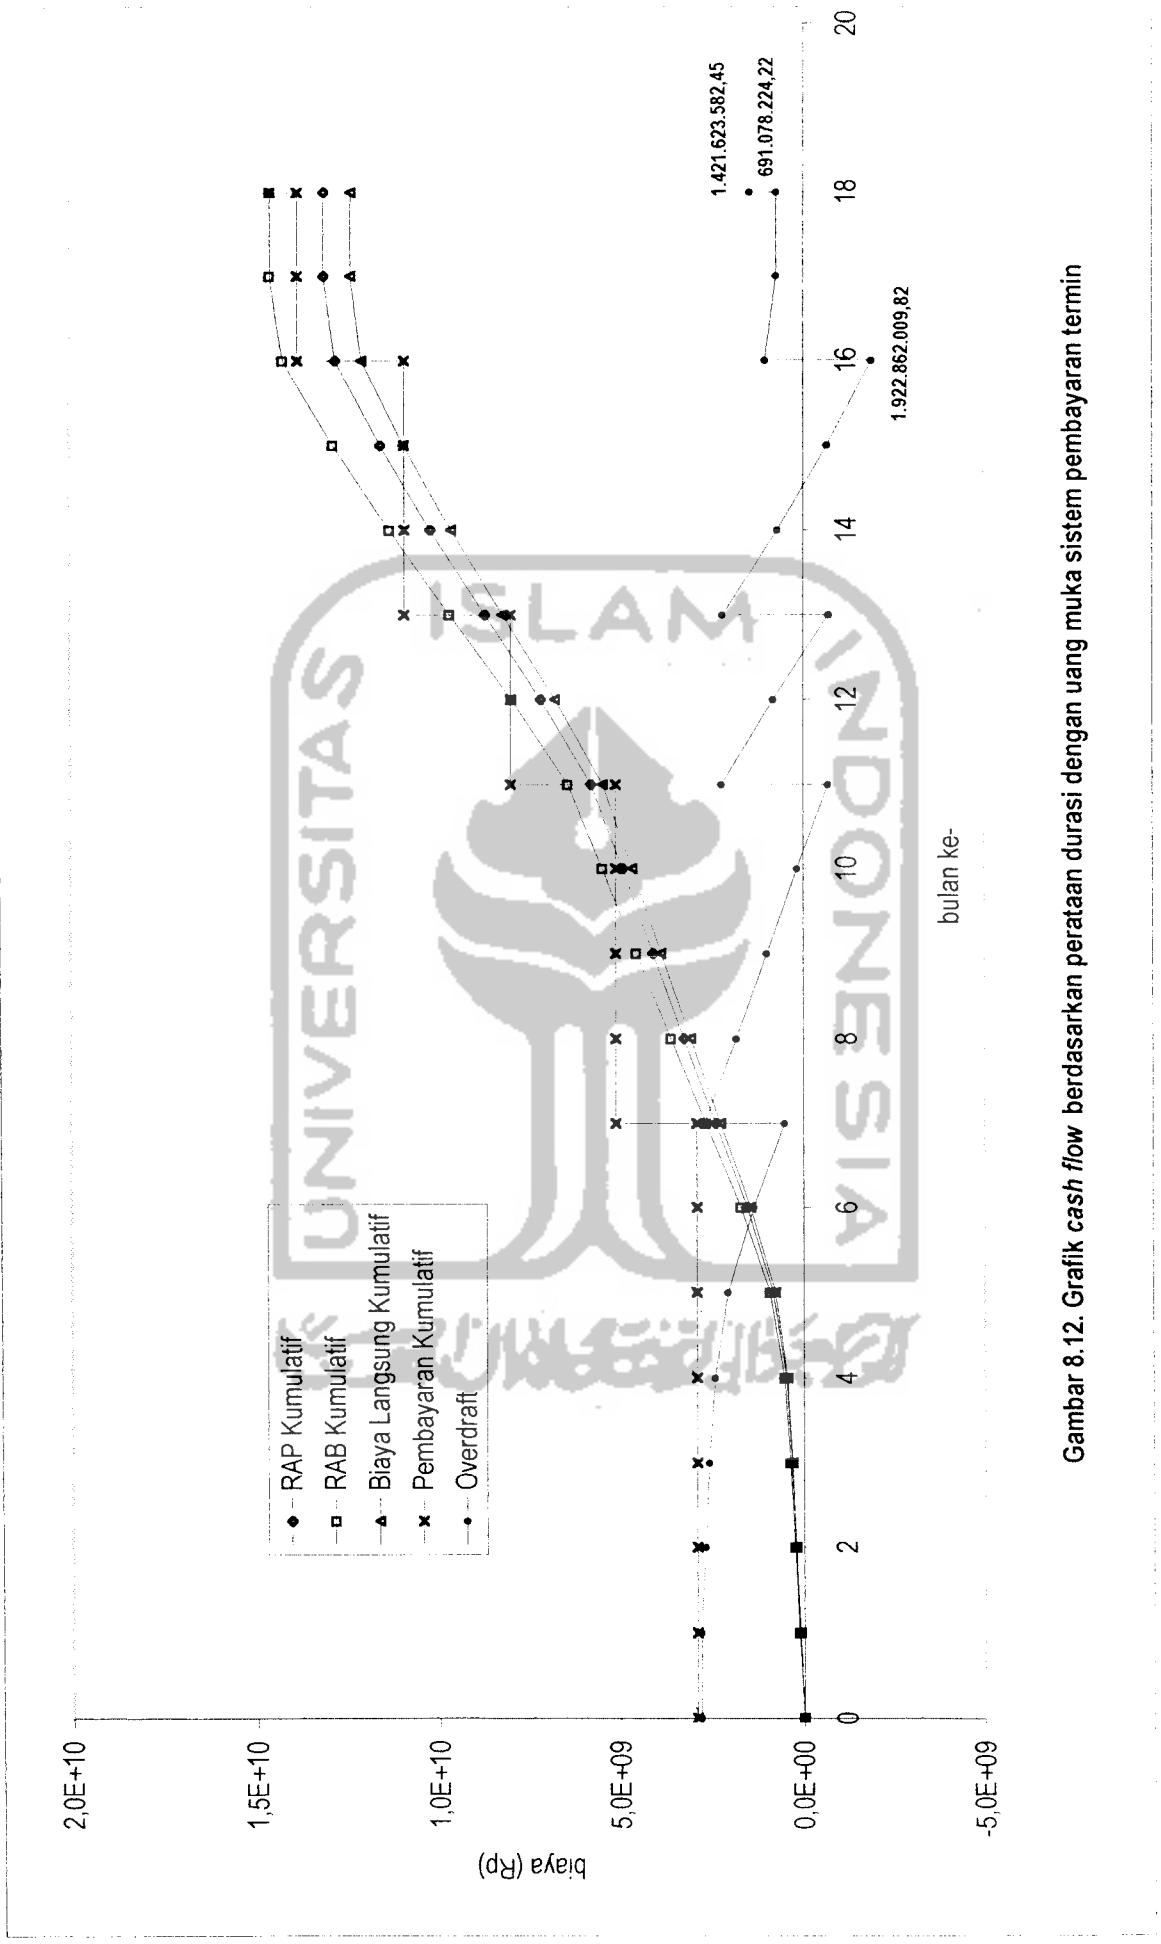 2,0E+10
1,5E+10
1,0E+10
5,0E+09
0,0E+00
-5,0E+09
biaya (Rp)
0
2
4
6
8
10
12
14
16
18
20
bulan ke-
RAP Kumulatif
RAB Kumulatif
Biaya Langsung Kumulatif
Pembayaran Kumulatif
Overdraft
1.421.623.582,45
691.078.224,22
1.922.862.009,82
UNIVERSITAS
ISLAM
INDONESIA
Gambar 8.12. Grafik cash flow berdasarkan perataan durasi dengan uang muka sistem pembayaran termin